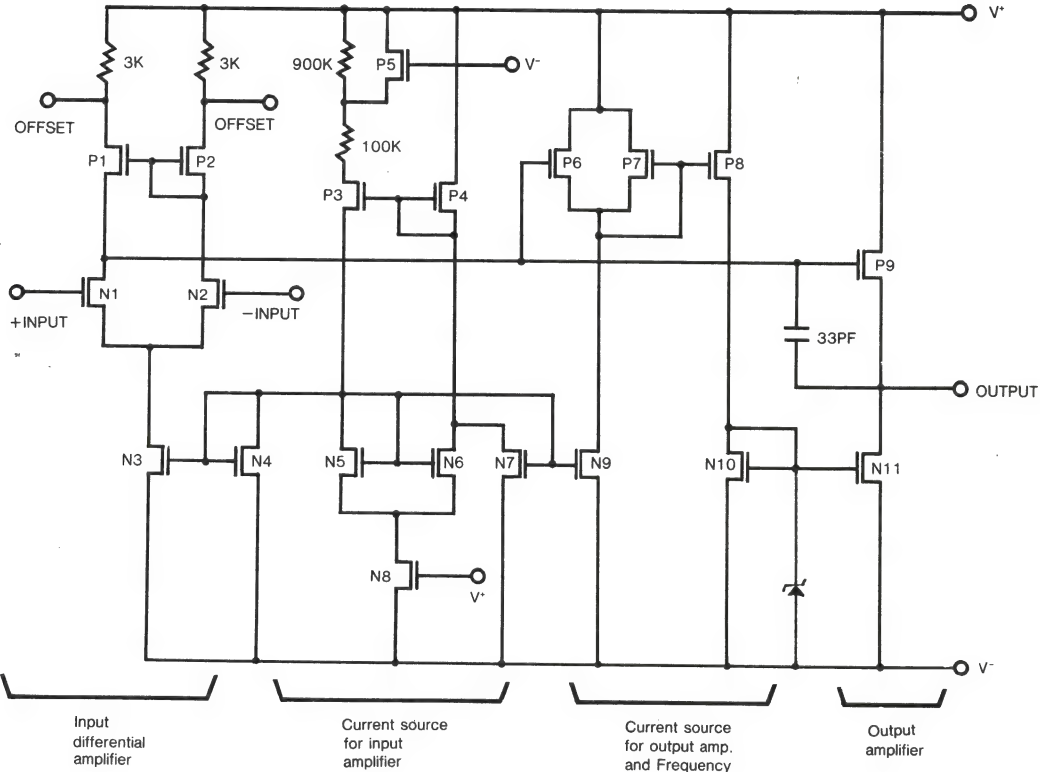 V⁺
3K
3K
900K
P5
V⁻
OFFSET
OFFSET
100K
P1
P2
P3
P4
P6
P7
P8
P9
N1
N2
+INPUT
−INPUT
33PF
OUTPUT
N3
N4
N5
N6
N7
N9
N10
N11
N8
V⁺
V⁻
Input
differential
amplifier
Current source
for input
amplifier
Current source
for output amp.
and Frequency
Output
amplifier